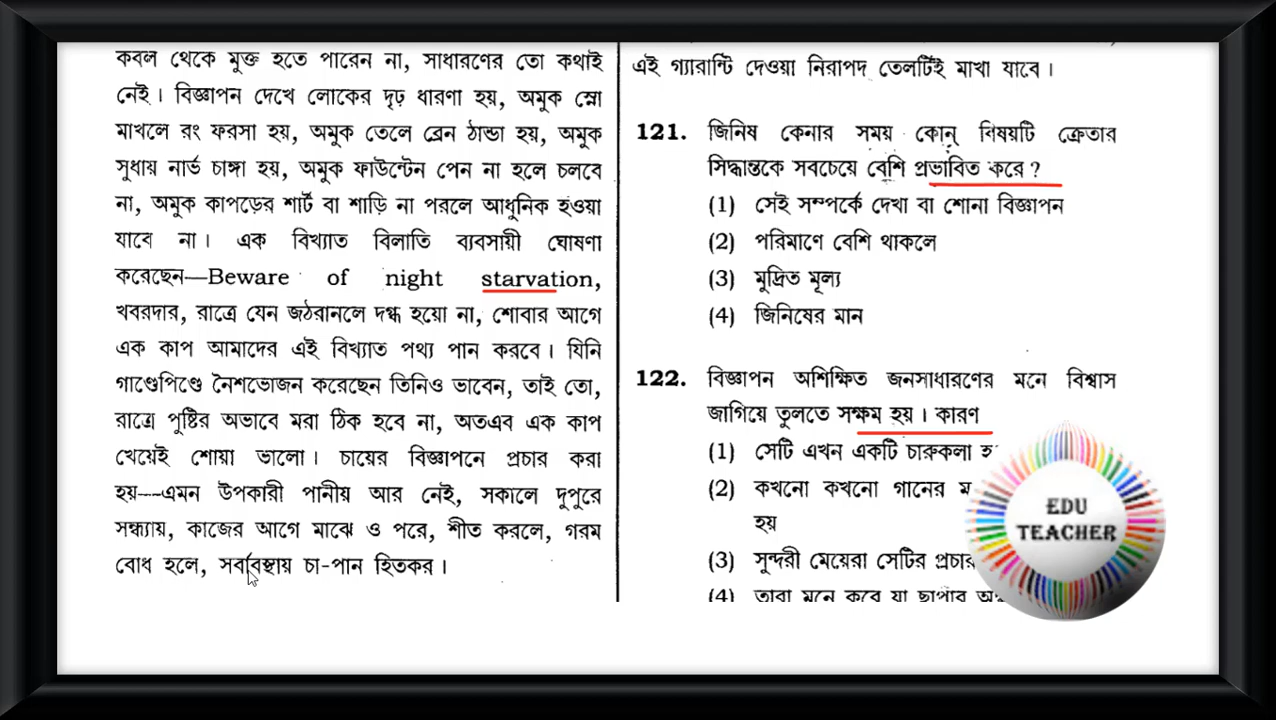 কবল থেকে মুক্ত হতে পারেন না, সাধারণের তো কথাই
নেই। বিজ্ঞাপন দেখে লোকের দৃঢ় ধারণা হয়, অমুক স্নো
মাখলে রং ফরসা হয়, অমুক তেলে ব্রেন ঠান্ডা হয়, অমুক
সুধায় নার্ভ চাঙ্গা হয়, অমুক ফাউন্টেন পেন না হলে চলবে
না, অমুক কাপড়ের শার্ট বা শাড়ি না পরলে আধুনিক হওয়া
যাবে না। এক বিখ্যাত বিলাতি ব্যবসায়ী ঘোষণা
করেছেন—Beware of night starvation,
খবরদার, রাত্রে যেন জঠরানলে দগ্ধ হয়ো না, শোবার আগে
এক কাপ আমাদের এই বিখ্যাত পথ্য পান করবে। যিনি
গাণ্ডেপিণ্ডে নৈশভোজন করেছেন তিনিও ভাবেন, তাই তো,
রাত্রে পুষ্টির অভাবে মরা ঠিক হবে না, অতএব এক কাপ
খেয়েই শোয়া ভালো। চায়ের বিজ্ঞাপনে প্রচার করা
হয়—এমন উপকারী পানীয় আর নেই, সকালে দুপুরে
সন্ধ্যায়, কাজের আগে মাঝে ও পরে, শীত করলে, গরম
বোধ হলে, সর্বাবস্থায় চা-পান হিতকর।
এই গ্যারান্টি দেওয়া নিরাপদ তেলটিই মাখা যাবে।
121. জিনিষ কেনার সময় কোন্ বিষয়টি ক্রেতার
সিদ্ধান্তকে সবচেয়ে বেশি প্রভাবিত করে ?
(1) সেই সম্পর্কে দেখা বা শোনা বিজ্ঞাপন
(2) পরিমাণে বেশি থাকলে
(3) মুদ্রিত মূল্য
(4) জিনিষের মান
122. বিজ্ঞাপন অশিক্ষিত জনসাধারণের মনে বিশ্বাস
জাগিয়ে তুলতে সক্ষম হয়। কারণ
(1) সেটি এখন একটি চারুকলা
(2) কখনো কখনো গানের
হয়
(3) সুন্দরী মেয়েরা সেটির প্রচার
(4) তারা মনে করে যা ছাপার
EDU
TEACHER